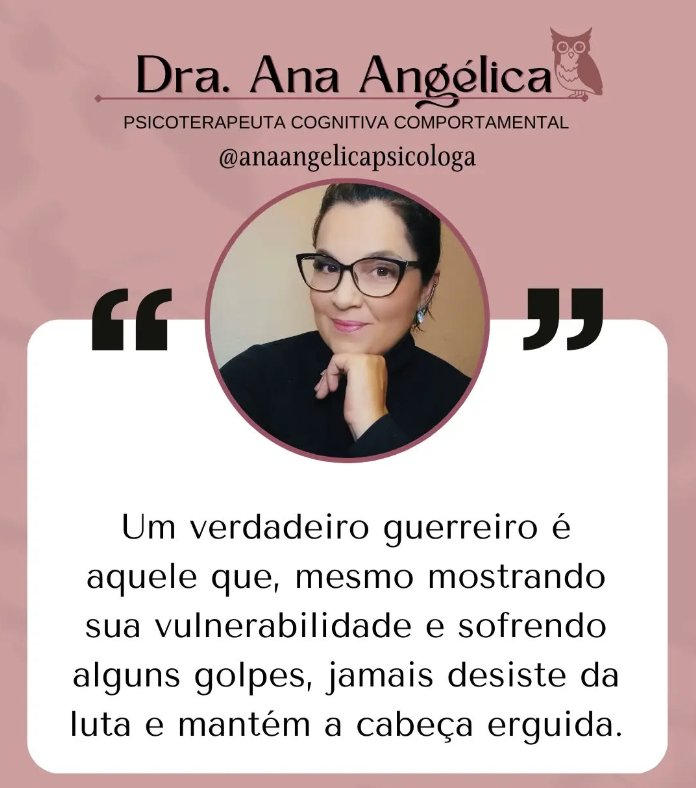 Dra. Ana Angélica
PSICOTERAPEUTA COGNITIVA COMPORTAMENTAL
@anaangelicapsicologa
“ ”
Um verdadeiro guerreiro é
aquele que, mesmo mostrando
sua vulnerabilidade e sofrendo
alguns golpes, jamais desiste da
luta e mantém a cabeça erguida.